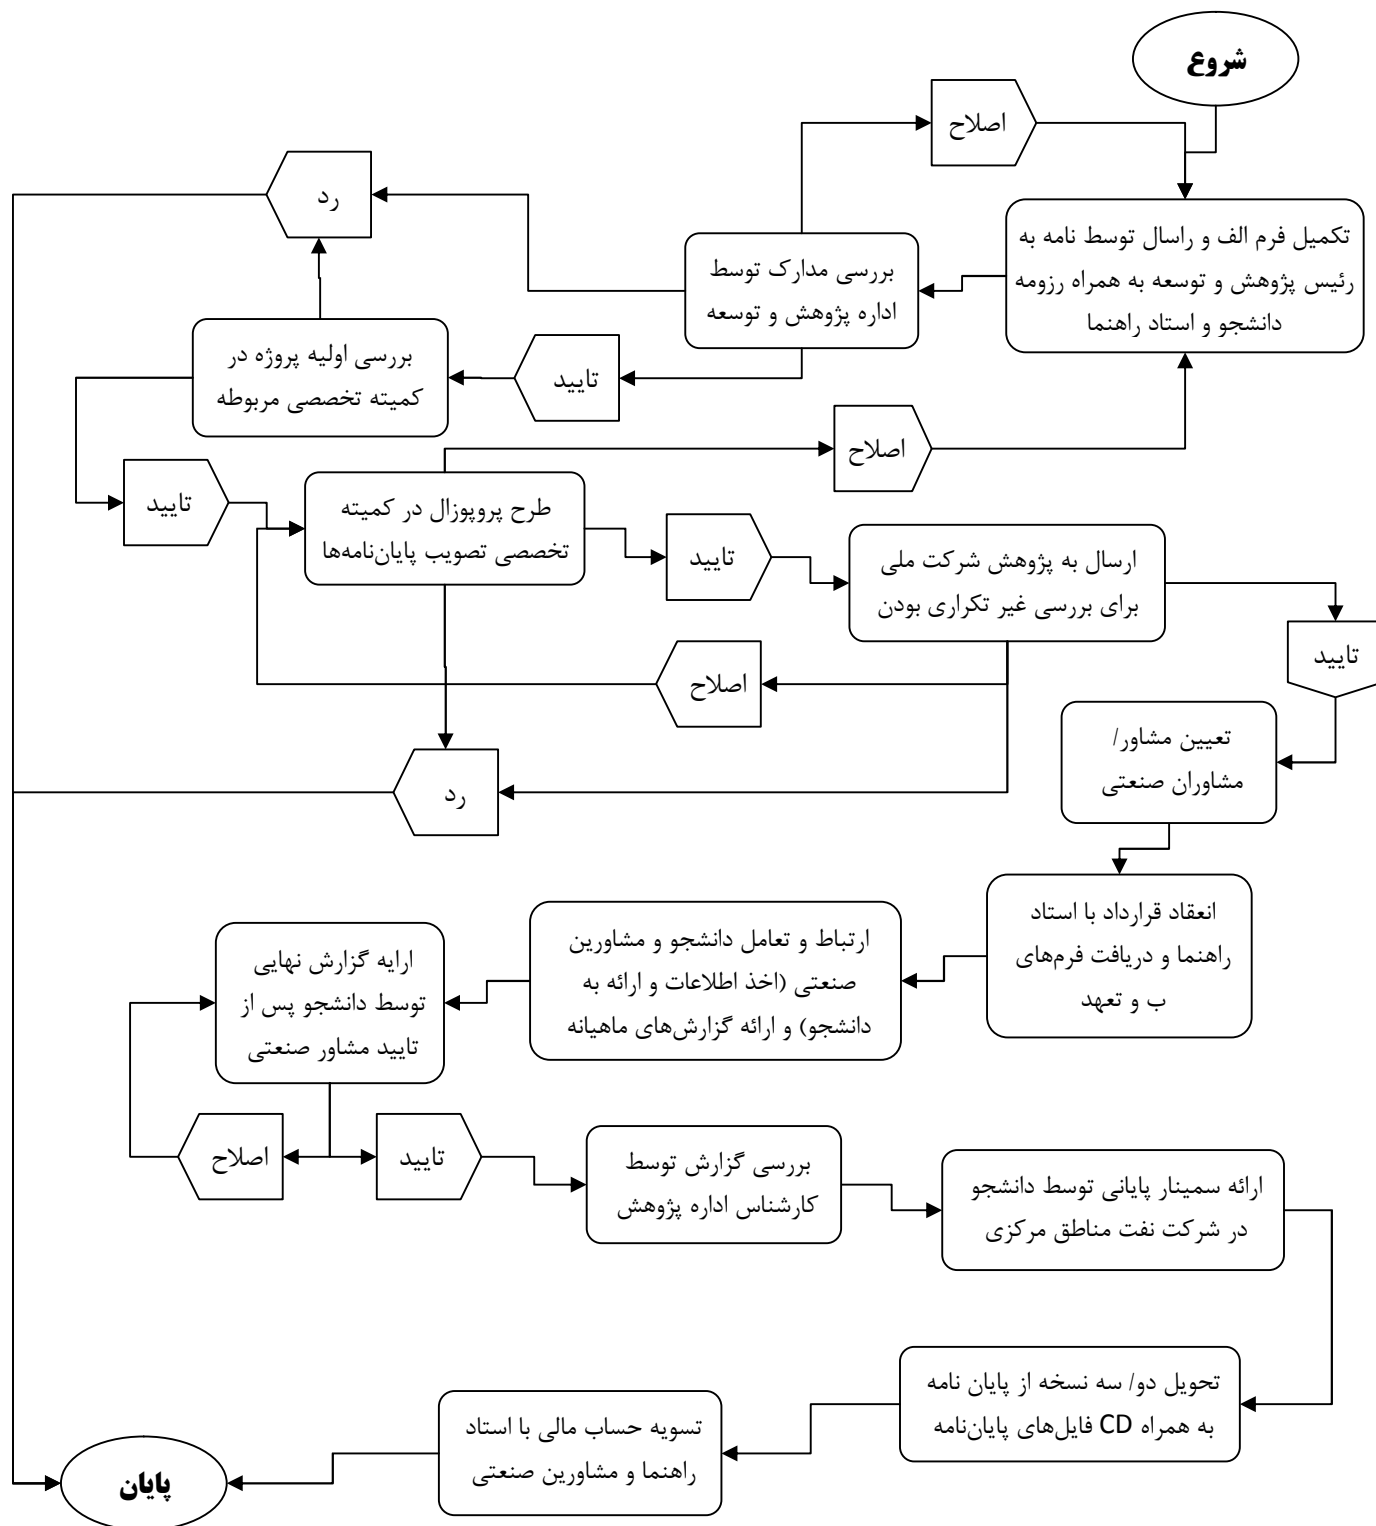 شروع
اصلاح
رد
تکمیل فرم الف و راسال توسط نامه به
رئیس پژوهش و توسعه به همراه رزومه
دانشجو و استاد راهنما
بررسی مدارک توسط
اداره پژوهش و توسعه
تایید
بررسی اولیه پروژه در
کمیته تخصصی مربوطه
اصلاح
تایید
طرح پروپوزال در کمیته
تخصصی تصویب پایان‌نامه‌ها
تایید
ارسال به پژوهش شرکت ملی
برای بررسی غیر تکراری بودن
تایید
اصلاح
رد
تعیین مشاور/
مشاوران صنعتی
انعقاد قرارداد با استاد
راهنما و دریافت فرم‌های
ب و تعهد
ارتباط و تعامل دانشجو و مشاورین
صنعتی (اخذ اطلاعات و ارائه به
دانشجو) و ارائه گزارش‌های ماهیانه
ارایه گزارش نهایی
توسط دانشجو پس از
تایید مشاور صنعتی
اصلاح
تایید
بررسی گزارش توسط
کارشناس اداره پژوهش
ارائه سمینار پایانی توسط دانشجو
در شرکت نفت مناطق مرکزی
تحویل دو/ سه نسخه از پایان نامه
به همراه CD فایل‌های پایان‌نامه
تسویه حساب مالی با استاد
راهنما و مشاورین صنعتی
پایان